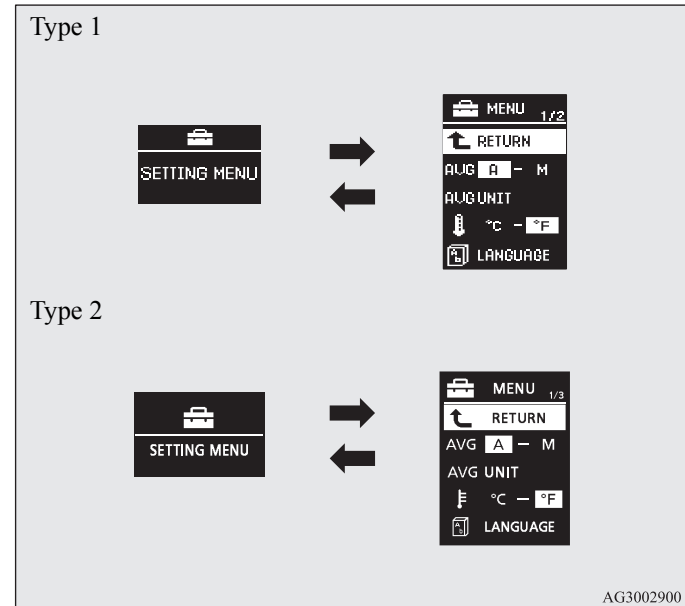 Type 1
SETTING MENU
MENU 1/2
RETURN
AVG A - M
AVG UNIT
°C - °F
LANGUAGE
Type 2
SETTING MENU
MENU 1/3
RETURN
AVG A - M
AVG UNIT
°C - °F
LANGUAGE
AG3002900